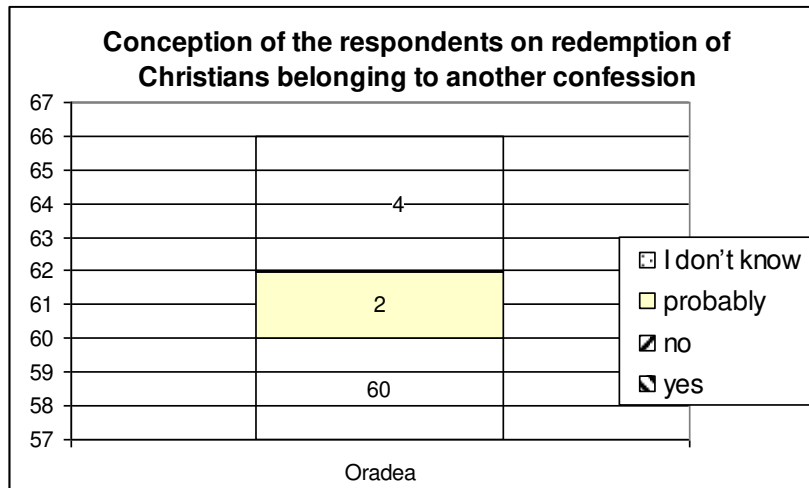 Conception of the respondents on redemption of
Christians belonging to another confession
67
66
65
64
63
62
61
60
59
58
57
4
2
60
Oradea
I don't know
probably
no
yes